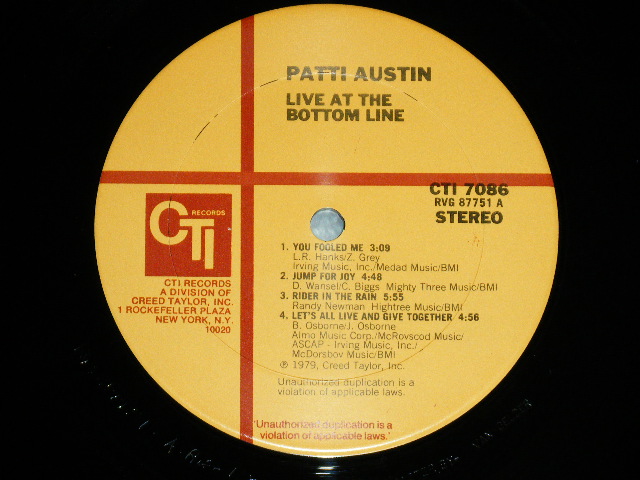 PATTI AUSTIN
LIVE AT THE
BOTTOM LINE
CTI 7086
RVG 87751 A
STEREO
CTI RECORDS
CTI RECORDS
A DIVISION OF
CREED TAYLOR, INC.
1 ROCKEFELLER PLAZA
NEW YORK, N.Y.
10020
1. YOU FOOLED ME 3:09
L.R. Hanks/Z. Grey
Irving Music, Inc./Medad Music/BMI
2. JUMP FOR JOY 4:48
D. Wansel/C. Biggs Mighty Three Music/BMI
3. RIDER IN THE RAIN 5:55
Randy Newman Hightree Music/BMI
4. LET'S ALL LIVE AND GIVE TOGETHER 4:56
B. Osborne/J. Osborne
Almo Music Corp./McRovscod Music/
ASCAP - Irving Music, Inc./
McDorsbov Music/BMI
℗ 1979, Creed Taylor, Inc.
Unauthorized duplication is a
violation of applicable laws.
'Unauthorized duplication is a
violation of applicable laws.'